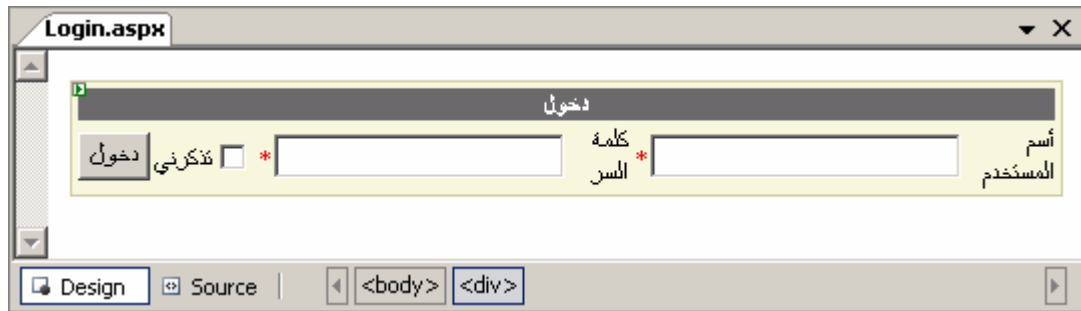 Login.aspx
دخول
أسم
المستخدم
*
كلمة
السر
*
تذكرني
دخول
Design
Source
<body>
<div>